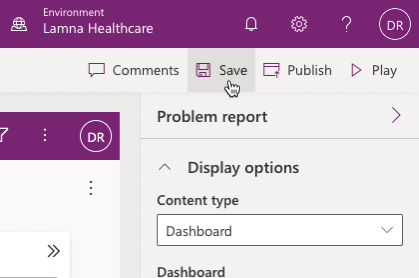 Environment
Lamna Healthcare
DR
Comments
Save
Publish
Play
DR
Problem report
Display options
Content type
Dashboard
Dashboard